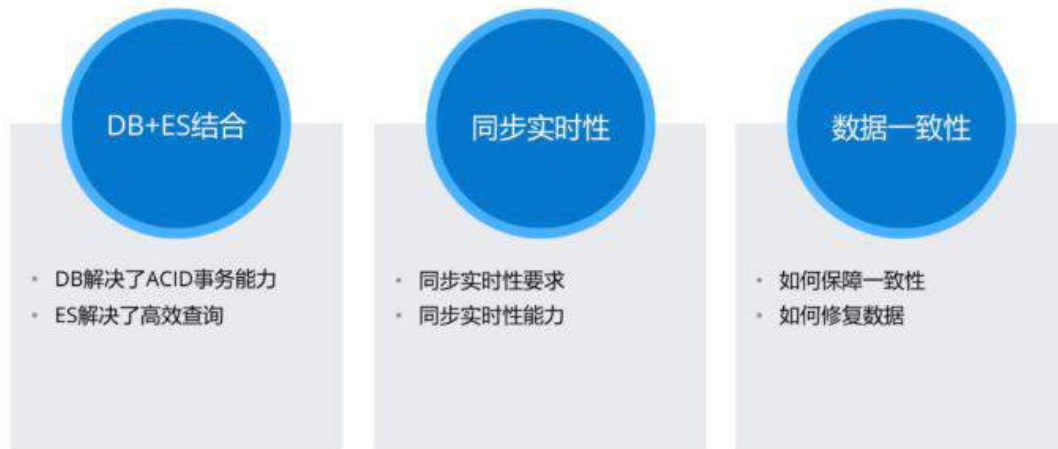 DB+ES结合
同步实时性
数据一致性
DB解决了ACID事务能力
ES解决了高效查询
同步实时性要求
同步实时性能力
如何保障一致性
如何修复数据